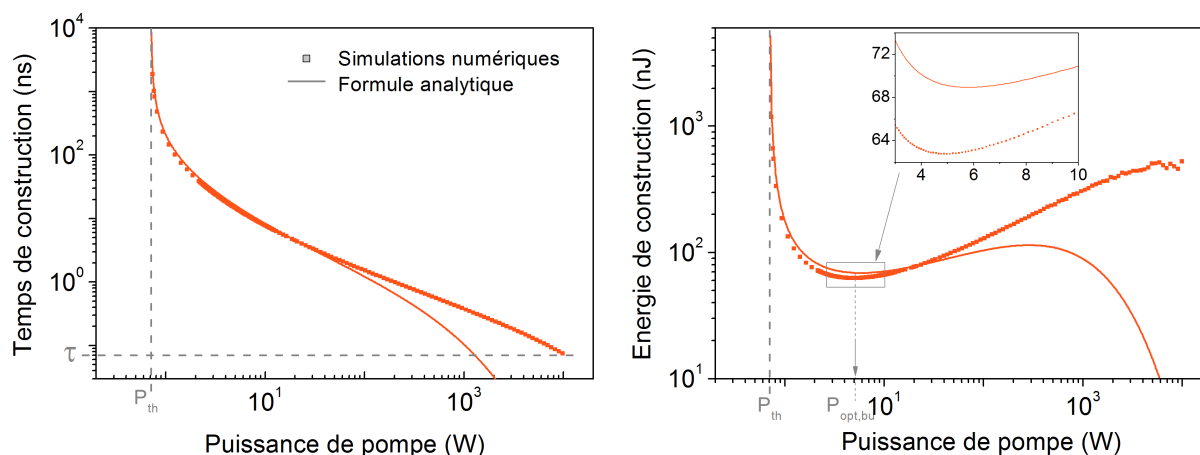 Temps de construction (ns)
10^4
10^2
10^0
τ
Simulations numériques
Formule analytique
P_th
10^1
10^3
Puissance de pompe (W)
Energie de construction (nJ)
10^3
10^2
10^1
72
68
64
4 6 8 10
P_th
P_opt,bu
10^1
10^3
Puissance de pompe (W)